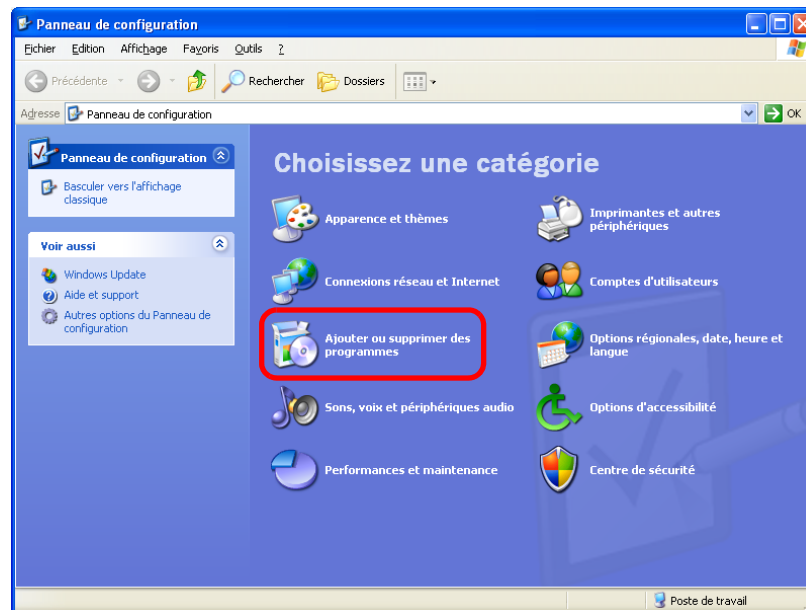 Panneau de configuration
Fichier Edition Affichage Favoris Outils ?
Précédente Rechercher Dossiers
Adresse Panneau de configuration OK
Panneau de configuration
Basculer vers l'affichage
classique
Voir aussi
Windows Update
Aide et support
Autres options du Panneau de
configuration
Choisissez une catégorie
Apparence et thèmes
Imprimantes et autres
périphériques
Connexions réseau et Internet
Comptes d'utilisateurs
Ajouter ou supprimer des
programmes
Options régionales, date, heure et
langue
Sons, voix et périphériques audio
Options d'accessibilité
Performances et maintenance
Centre de sécurité
Poste de travail